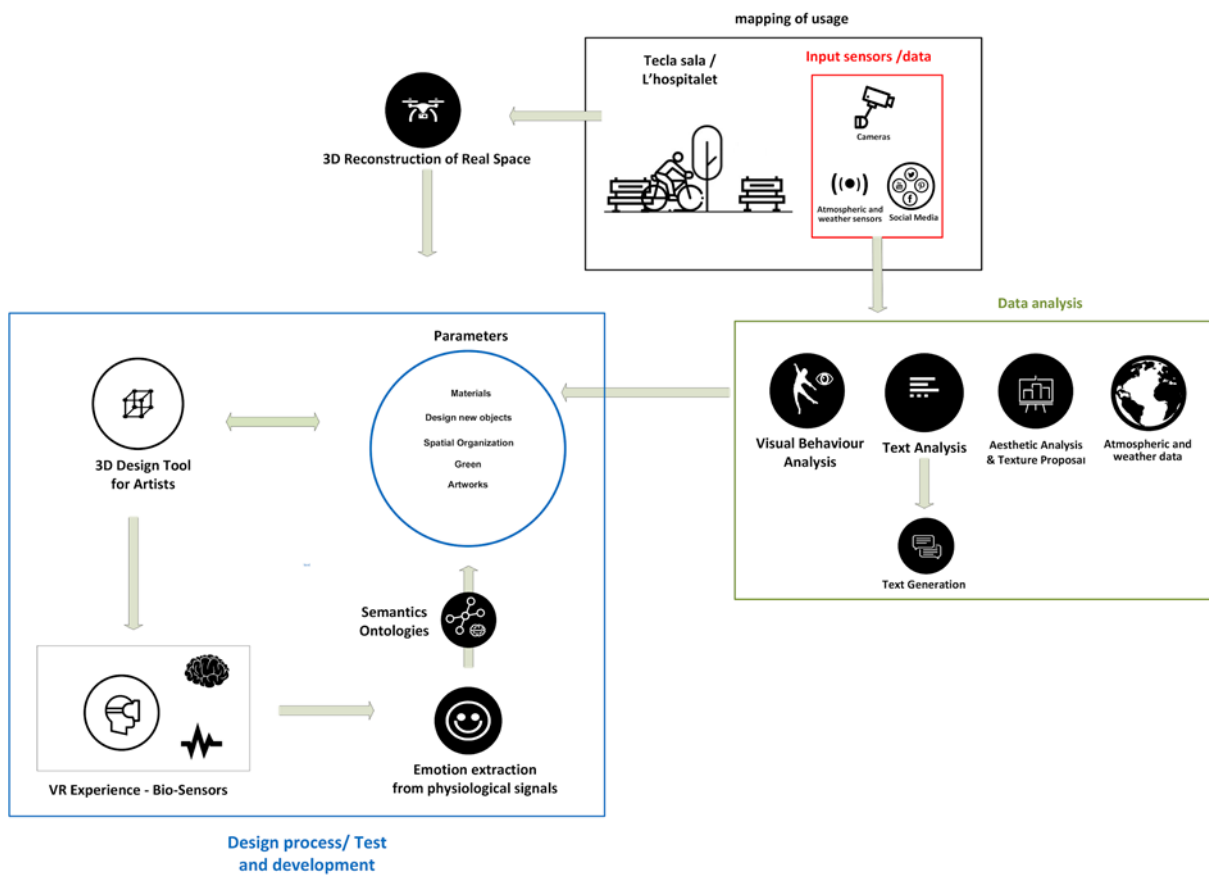 mapping of usage
Tecla sala /
L'hospitalet
Input sensors /data
Cameras
Atmospheric and
weather sensors
Social Media
3D Reconstruction of Real Space
Data analysis
Visual Behaviour
Analysis
Text Analysis
Aesthetic Analysis
& Texture Proposal
Atmospheric and
weather data
Text Generation
Parameters
Materials
Design new objects
Spatial Organization
Green
Artworks
3D Design Tool
for Artists
Semantics
Ontologies
VR Experience - Bio-Sensors
Emotion extraction
from physiological signals
Design process/ Test
and development